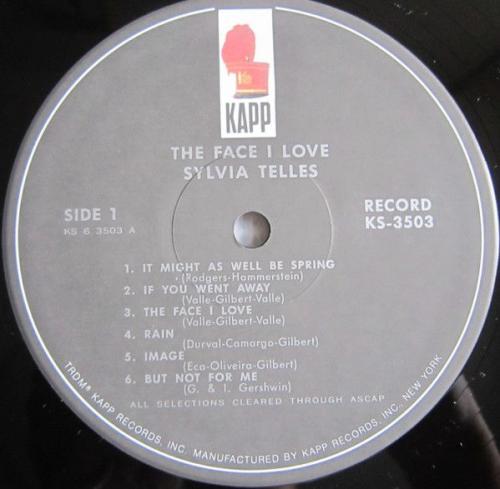 KAPP
THE FACE I LOVE
SYLVIA TELLES
SIDE 1
KS 6 3503 A
RECORD
KS-3503
1. IT MIGHT AS WELL BE SPRING
(Rodgers-Hammerstein)
2. IF YOU WENT AWAY
(Valle-Gilbert-Valle)
3. THE FACE I LOVE
(Valle-Gilbert-Valle)
4. RAIN
(Durval-Camargo-Gilbert)
5. IMAGE
(Eca-Oliveira-Gilbert)
6. BUT NOT FOR ME
(G. & I. Gershwin)
ALL SELECTIONS CLEARED THROUGH ASCAP
TRDM® KAPP RECORDS, INC. MANUFACTURED BY KAPP RECORDS, INC., NEW YORK